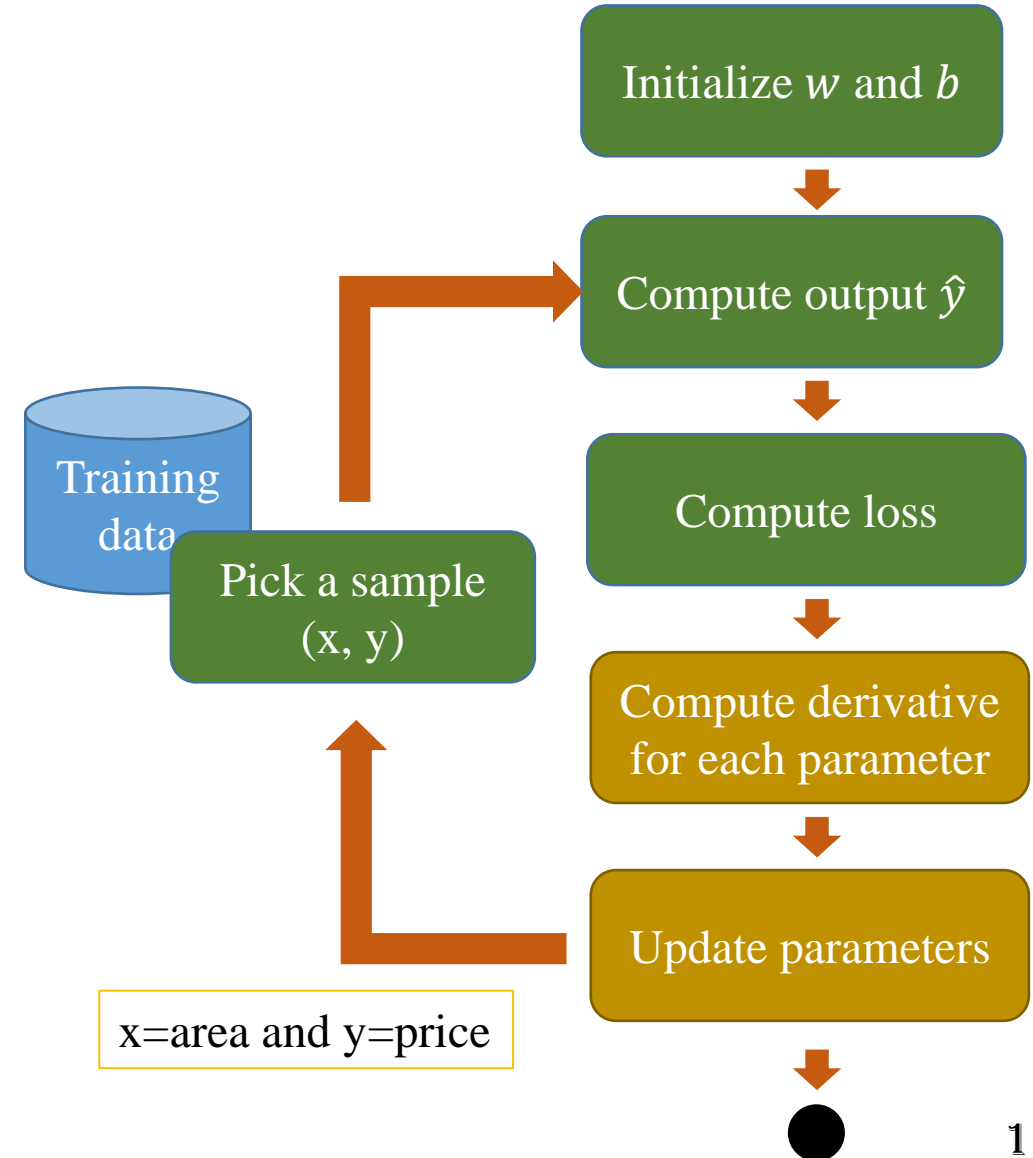 Initialize w and b
Compute output ŷ
Training
data
Compute loss
Pick a sample
(x, y)
Compute derivative
for each parameter
Update parameters
x=area and y=price
1